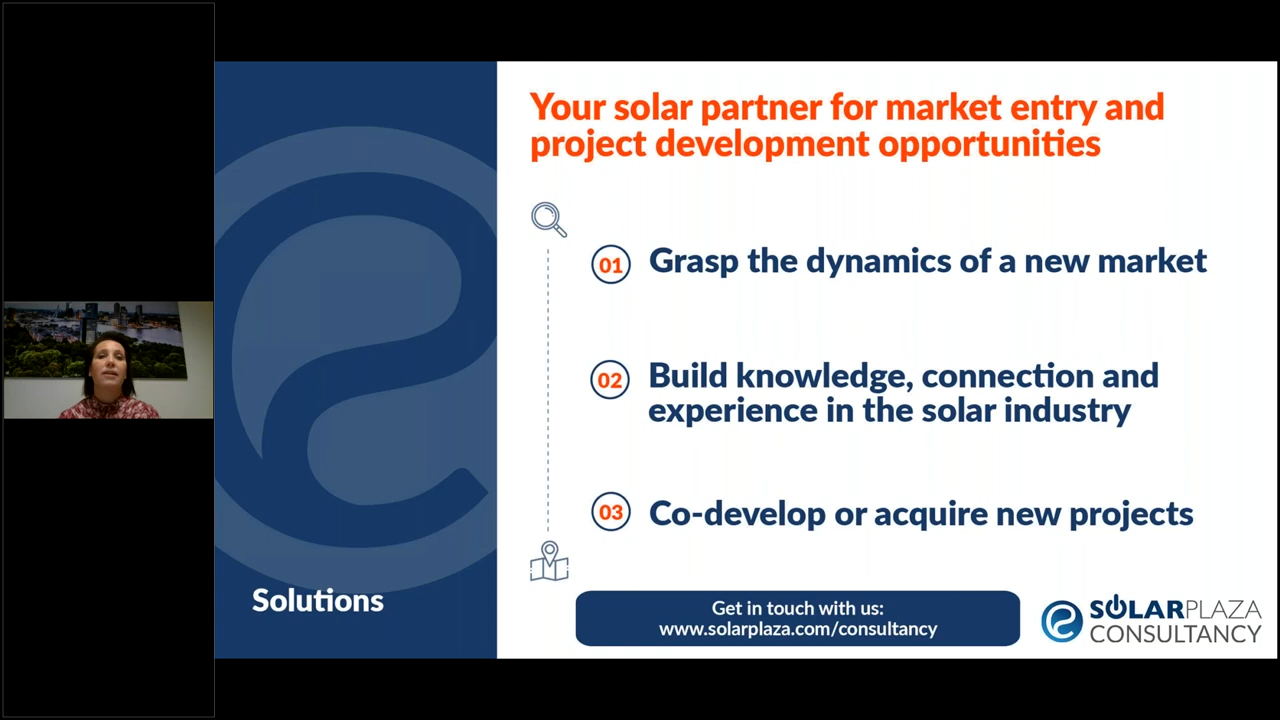 Your solar partner for market entry and
project development opportunities
01 Grasp the dynamics of a new market
02 Build knowledge, connection and
experience in the solar industry
03 Co-develop or acquire new projects
Solutions
Get in touch with us:
www.solarplaza.com/consultancy
SOLARPLAZA
CONSULTANCY